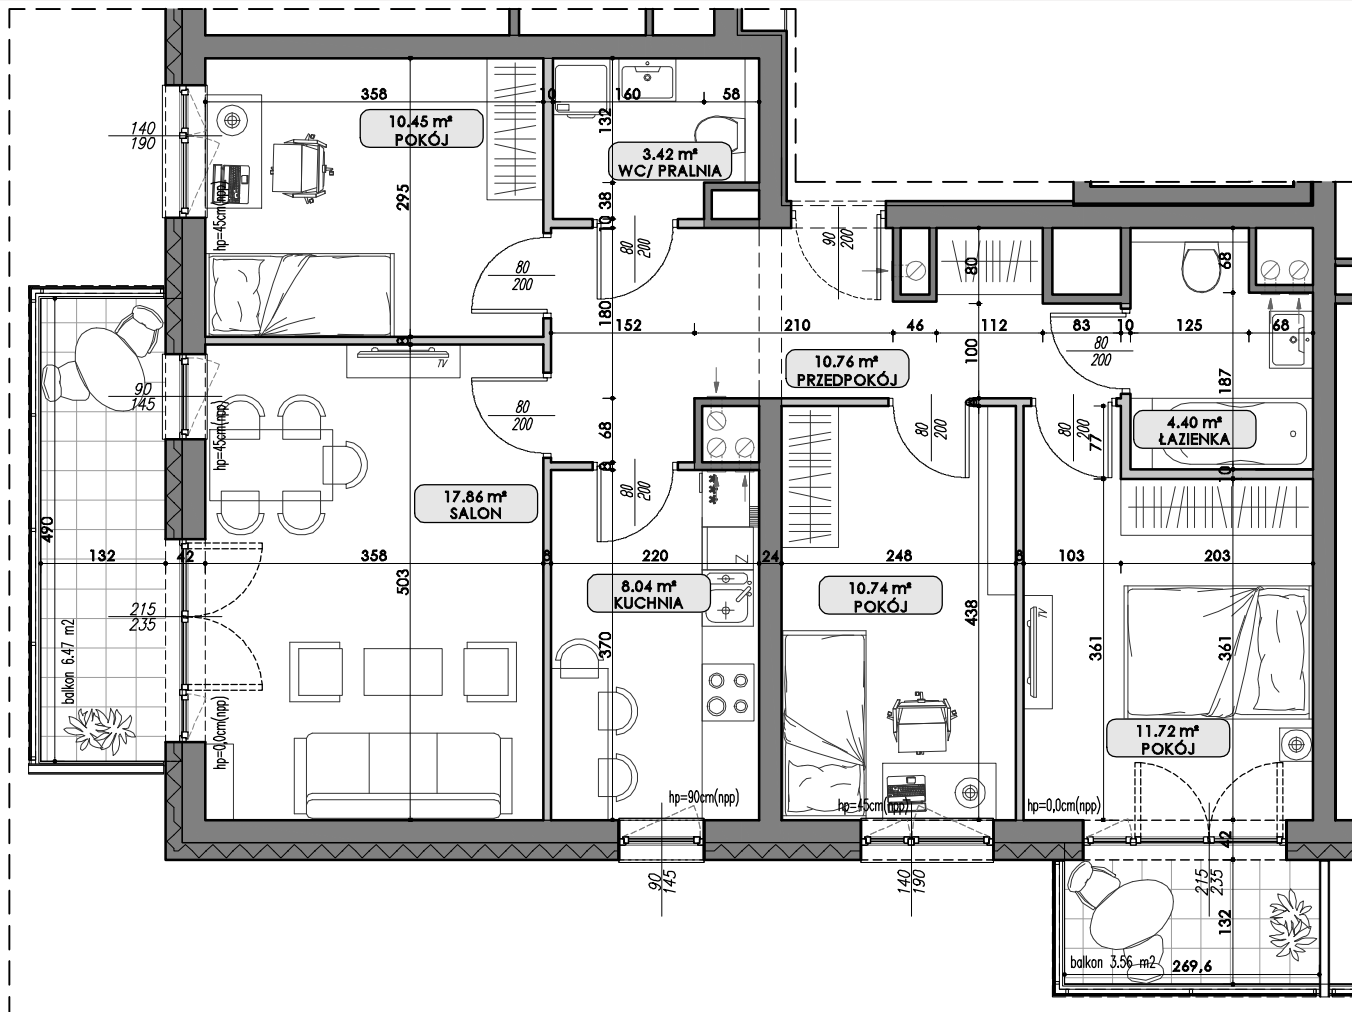 358
10
160
58
10.45 m²
POKÓJ
132
3.42 m²
WC/ PRALNIA
140
190
295
38
10
hp=45cm(npp)
80
200
90
200
80
68
80
200
180
152
210
46
112
83
10
125
68
100
80
200
10.76 m²
PRZEDPOKÓJ
187
TV
90
145
hp=45cm(npp)
80
200
68
80
200
80
200
77
4.40 m²
ŁAZIENKA
10
17.86 m²
SALON
80
200
490
132
42
358
8
220
24
248
8
103
203
503
Z
8.04 m²
KUCHNIA
10.74 m²
POKÓJ
438
TV
215
235
balkon 6.47 m2
370
361
361
hp=0,0cm(npp)
11.72 m²
POKÓJ
hp=90cm(npp)
hp=45cm(npp)
hp=0,0cm(npp)
42
90
145
140
190
215
235
132
balkon 3.56 m2
269,6